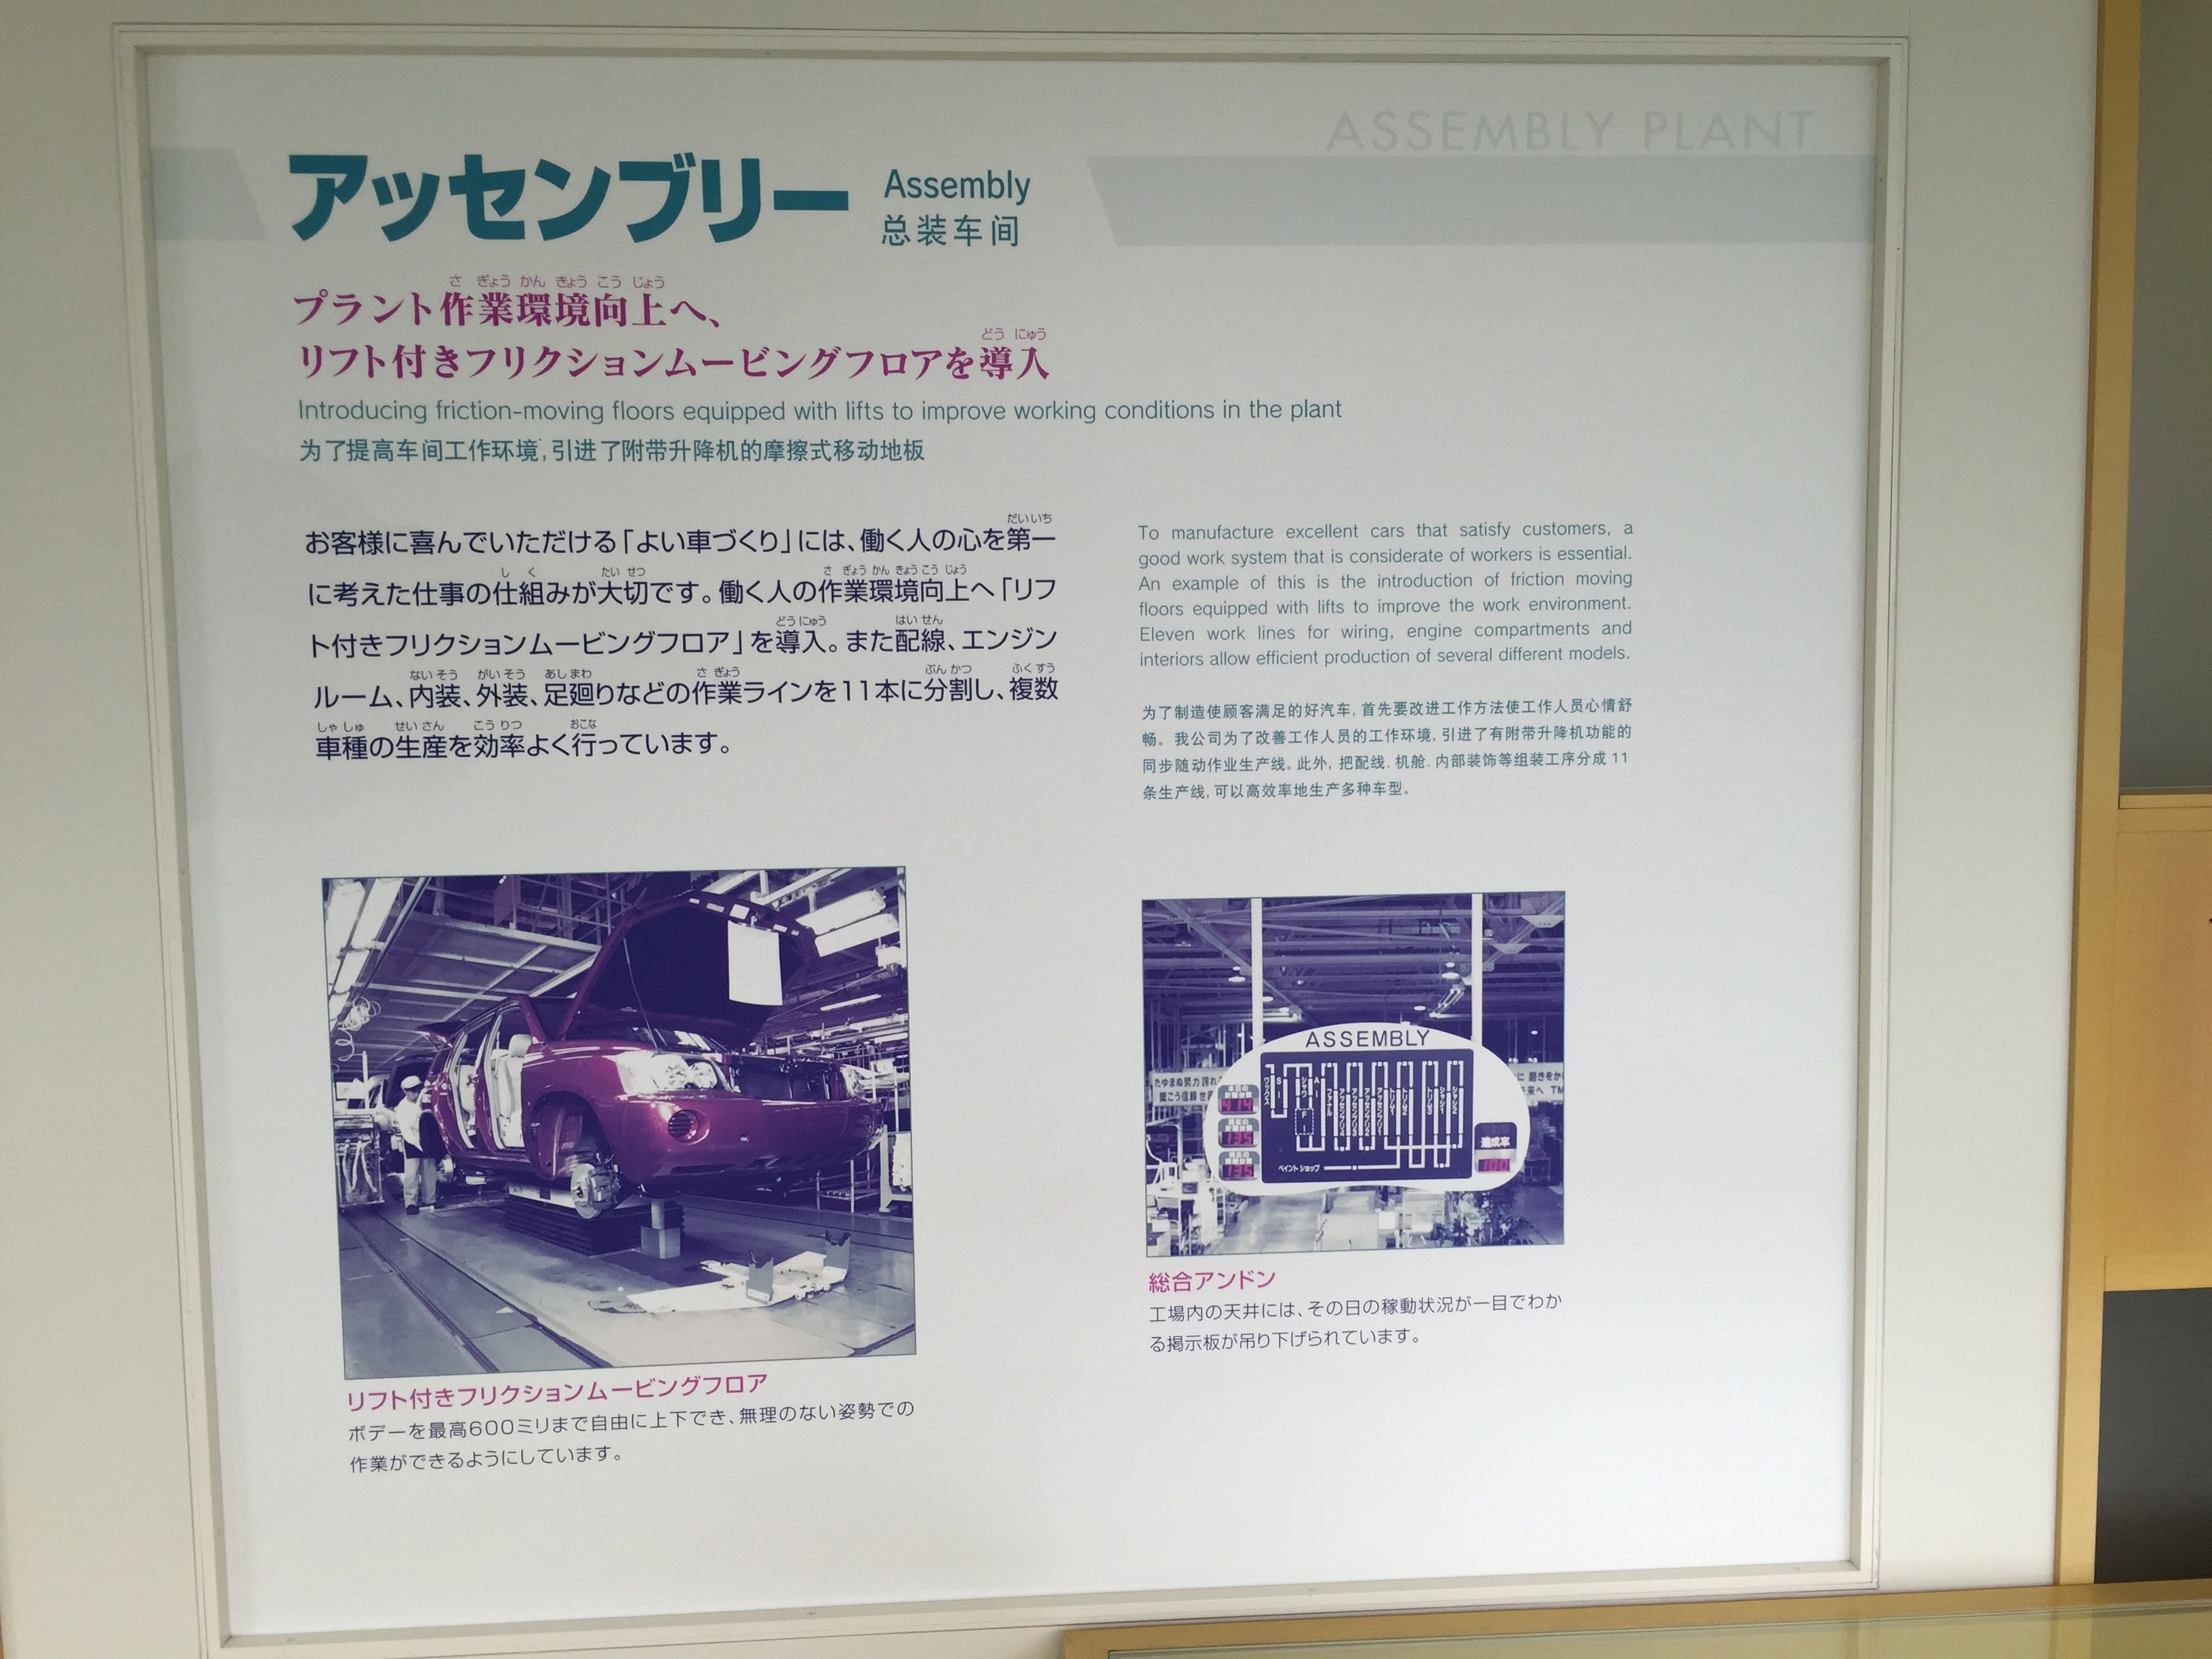 ASSEMBLY PLANT
アッセンブリー
Assembly
总装车间
プラント作業環境向上へ、
リフト付きフリクションムービングフロアを導入
Introducing friction-moving floors equipped with lifts to improve working conditions in the plant
为了提高车间工作环境,引进了附带升降机的摩擦式移动地板
お客様に喜んでいただける「よい車づくり」には、働く人の心を第一
に考えた仕事の仕組みが大切です。働く人の作業環境向上へ「リフ
ト付きフリクションムービングフロア」を導入。また配線、エンジン
ルーム、内装、外装、足廻りなどの作業ラインを11本に分割し、複数
車種の生産を効率よく行っています。
To manufacture excellent cars that satisfy customers, a
good work system that is considerate of workers is essential.
An example of this is the introduction of friction moving
floors equipped with lifts to improve the work environment.
Eleven work lines for wiring, engine compartments and
interiors allow efficient production of several different models.
为了制造使顾客满足的好汽车,首先要改进工作方法使工作人员心情舒
畅。我公司为了改善工作人员的工作环境,引进了有附带升降机功能的
同步随动作业生产线。此外,把配线、机舱、内部装饰等组装工序分成 11
条生产线,可以高效率地生产多种车型。
ASSEMBLY
ペイントショップ
達成率
100
414
135
135
リフト付きフリクションムービングフロア
ボデーを最高600ミリまで自由に上下でき、無理のない姿勢での
作業ができるようにしています。
総合アンドン
工場内の天井には、その日の稼動状況が一目でわか
る掲示板が吊り下げられています。